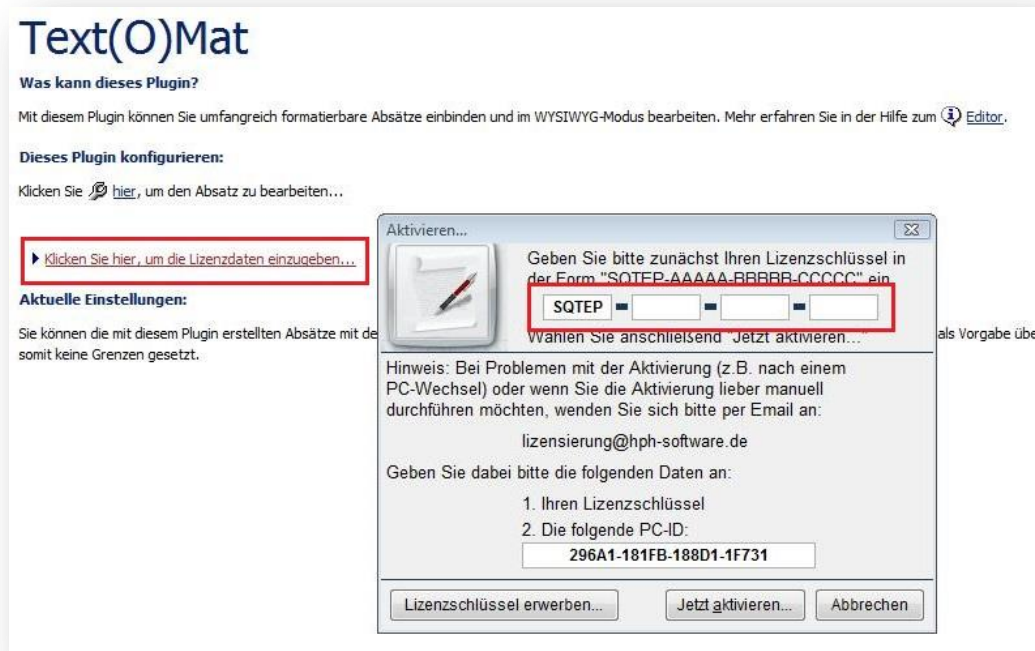 Text(O)Mat
Was kann dieses Plugin?
Mit diesem Plugin können Sie umfangreich formatierbare Absätze einbinden und im WYSIWYG-Modus bearbeiten. Mehr erfahren Sie in der Hilfe zum Editor.
Dieses Plugin konfigurieren:
Klicken Sie hier, um den Absatz zu bearbeiten...
Klicken Sie hier, um die Lizenzdaten einzugeben...
Aktuelle Einstellungen:
Sie können die mit diesem Plugin erstellten Absätze mit de
als Vorgabe übe
somit keine Grenzen gesetzt.
Aktivieren...
Geben Sie bitte zunächst Ihren Lizenzschlüssel in
der Form "SQTEP-AAAAA-BBBBB-CCCCC" ein
SQTEP - - -
Wählen Sie anschließend "Jetzt aktivieren..."
Hinweis: Bei Problemen mit der Aktivierung (z.B. nach einem
PC-Wechsel) oder wenn Sie die Aktivierung lieber manuell
durchführen möchten, wenden Sie sich bitte per Email an:
lizensierung@hph-software.de
Geben Sie dabei bitte die folgenden Daten an:
1. Ihren Lizenzschlüssel
2. Die folgende PC-ID:
296A1-181FB-188D1-1F731
Lizenzschlüssel erwerben... Jetzt aktivieren... Abbrechen